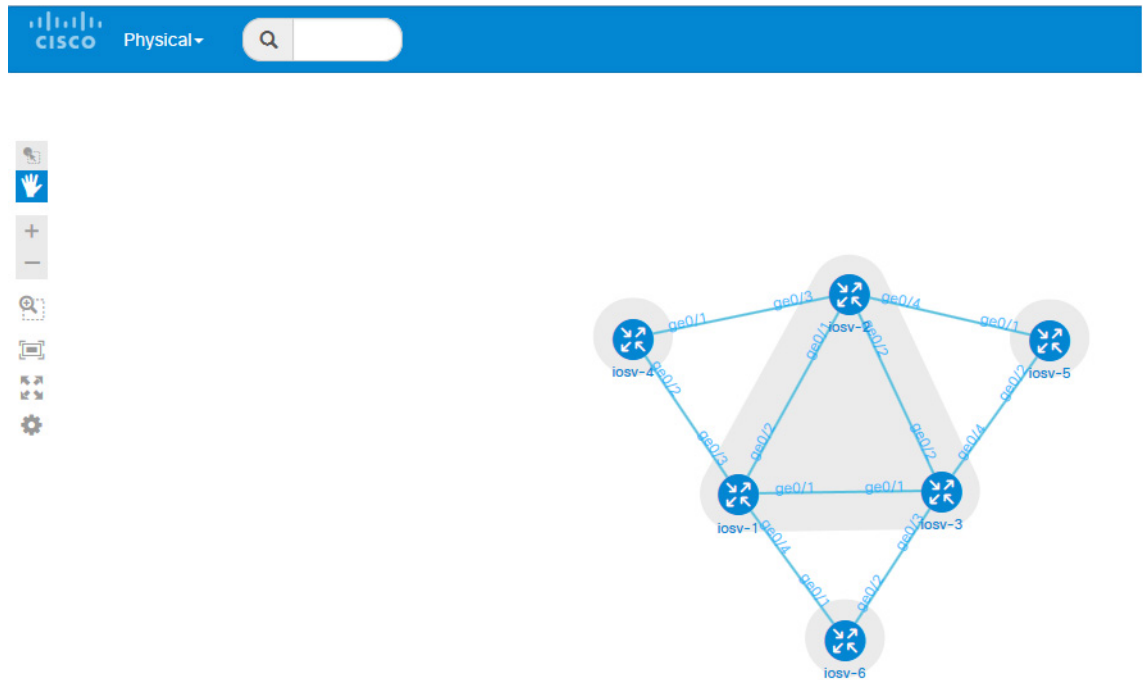 CISCO Physical
ge0/3 ge0/4
ge0/1 ge0/1
iosv-2
ge0/1 ge0/2
iosv-4 iosv-5
ge0/2 ge0/2
ge0/3 ge0/2 ge0/2 ge0/4
ge0/1 ge0/1
iosv-1 iosv-3
ge0/4 ge0/3
ge0/1 ge0/2
iosv-6